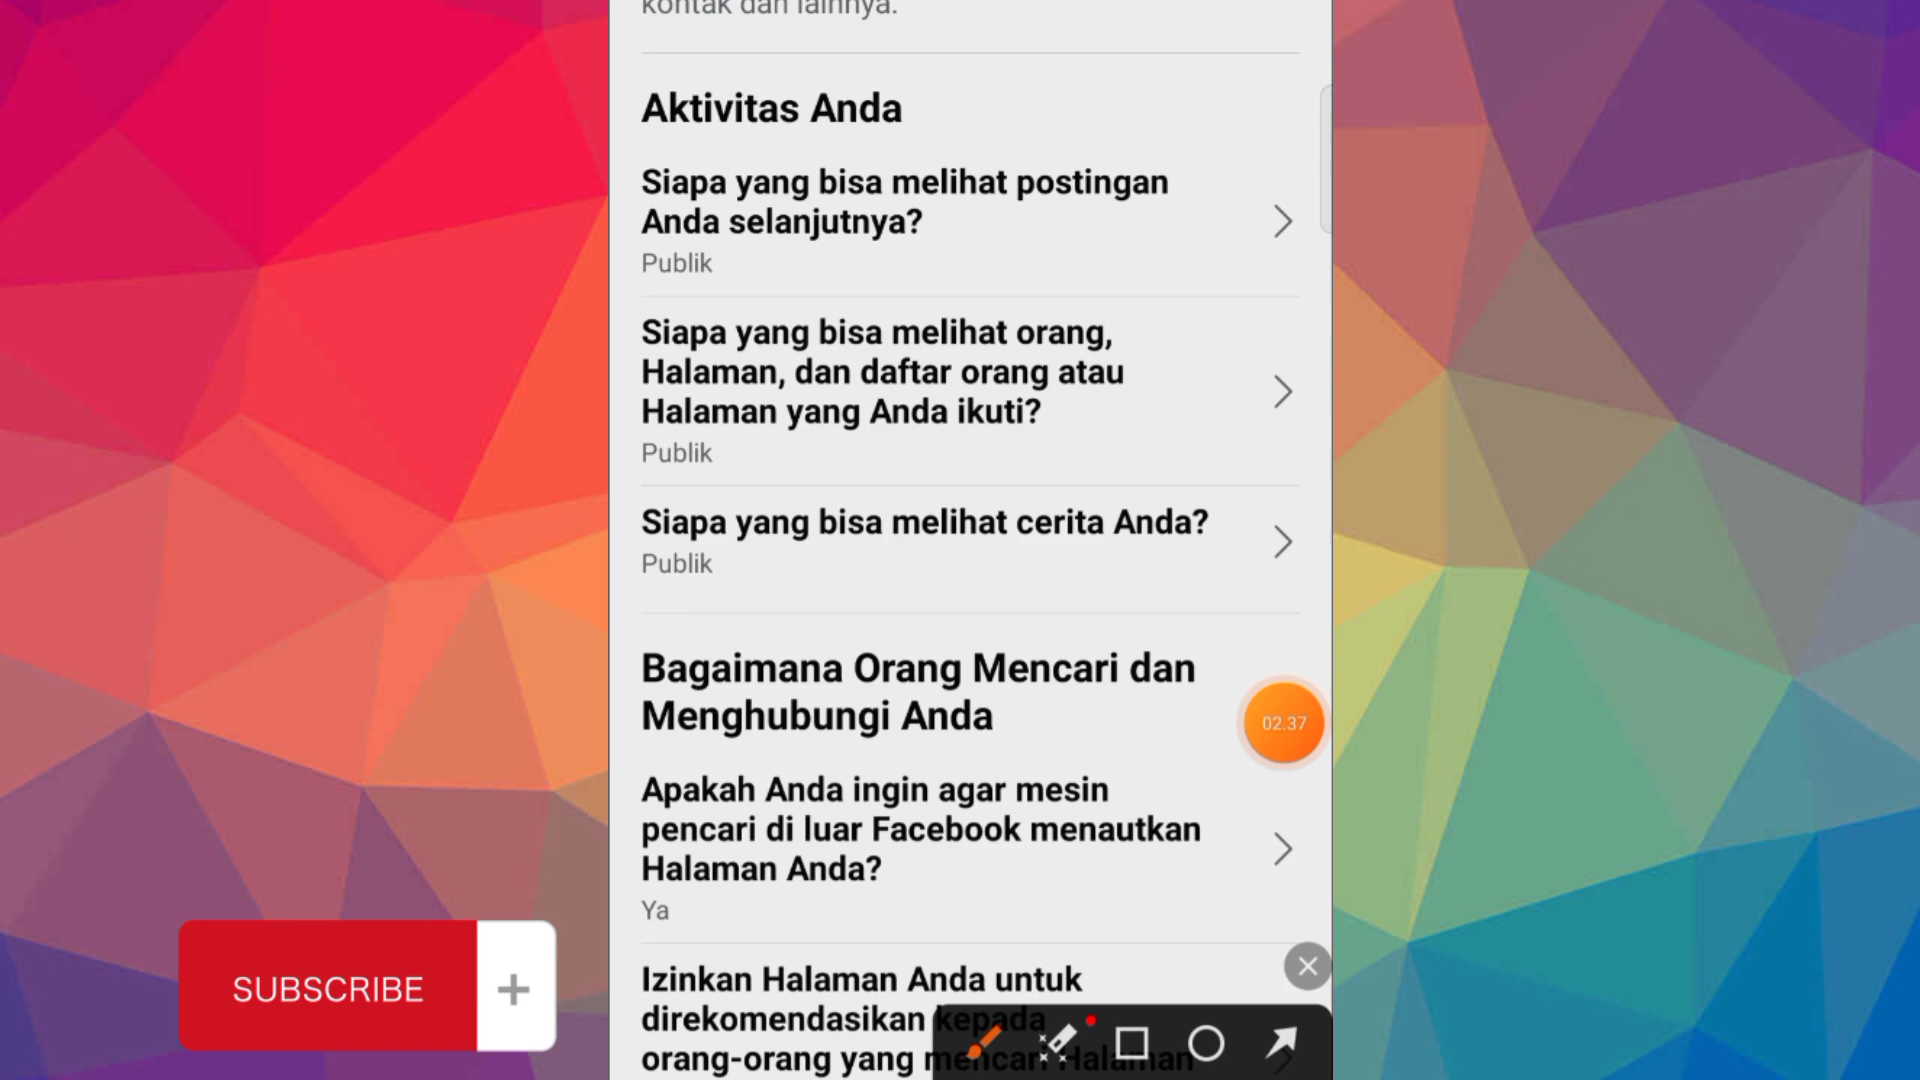 kontak dan lainnya.
Aktivitas Anda
Siapa yang bisa melihat postingan
Anda selanjutnya?
Publik
Siapa yang bisa melihat orang,
Halaman, dan daftar orang atau
Halaman yang Anda ikuti?
Publik
Siapa yang bisa melihat cerita Anda?
Publik
Bagaimana Orang Mencari dan
Menghubungi Anda
02.37
Apakah Anda ingin agar mesin
pencari di luar Facebook menautkan
Halaman Anda?
Ya
Izinkan Halaman Anda untuk
direkomendasikan kepada
orang-orang yang mencari Halaman
SUBSCRIBE +